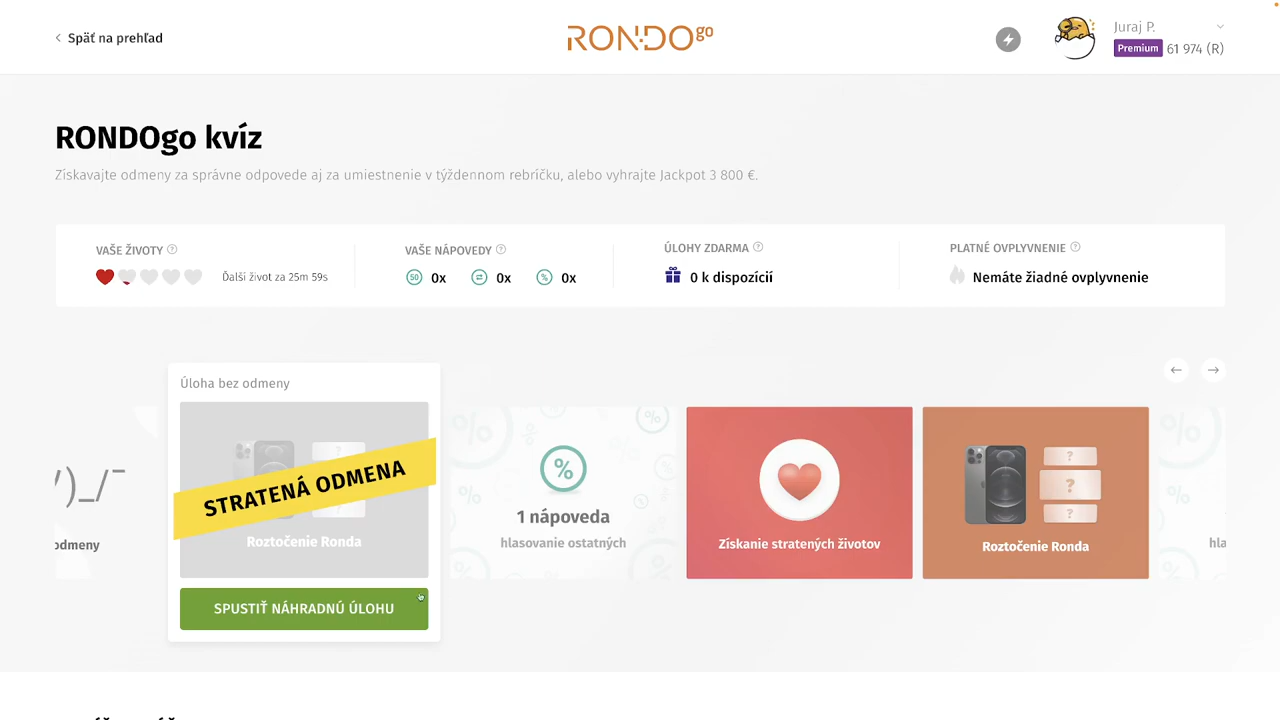 Späť na prehľad
RONDOgo
Juraj P.
Premium 61 974 (R)
RONDOgo kvíz
Získavajte odmeny za správne odpovede aj za umiestnenie v týždennom rebríčku, alebo vyhrajte Jackpot 3 800 €.
VAŠE ŽIVOTY ?
Ďalší život za 25m 59s
VAŠE NÁPOVEDY ?
50 0x 0x % 0x
ÚLOHY ZDARMA ?
0 k dispozícií
PLATNÉ OVPLYVNENIE ?
Nemáte žiadné ovplyvnenie
Úloha bez odmeny
STRATENÁ ODMENA
Roztočenie Ronda
SPUSTIŤ NÁHRADNÚ ÚLOHU
)_/¯
odmeny
%
1 nápoveda
hlasovanie ostatných
Získanie stratených životov
?
?
?
Roztočenie Ronda
hla